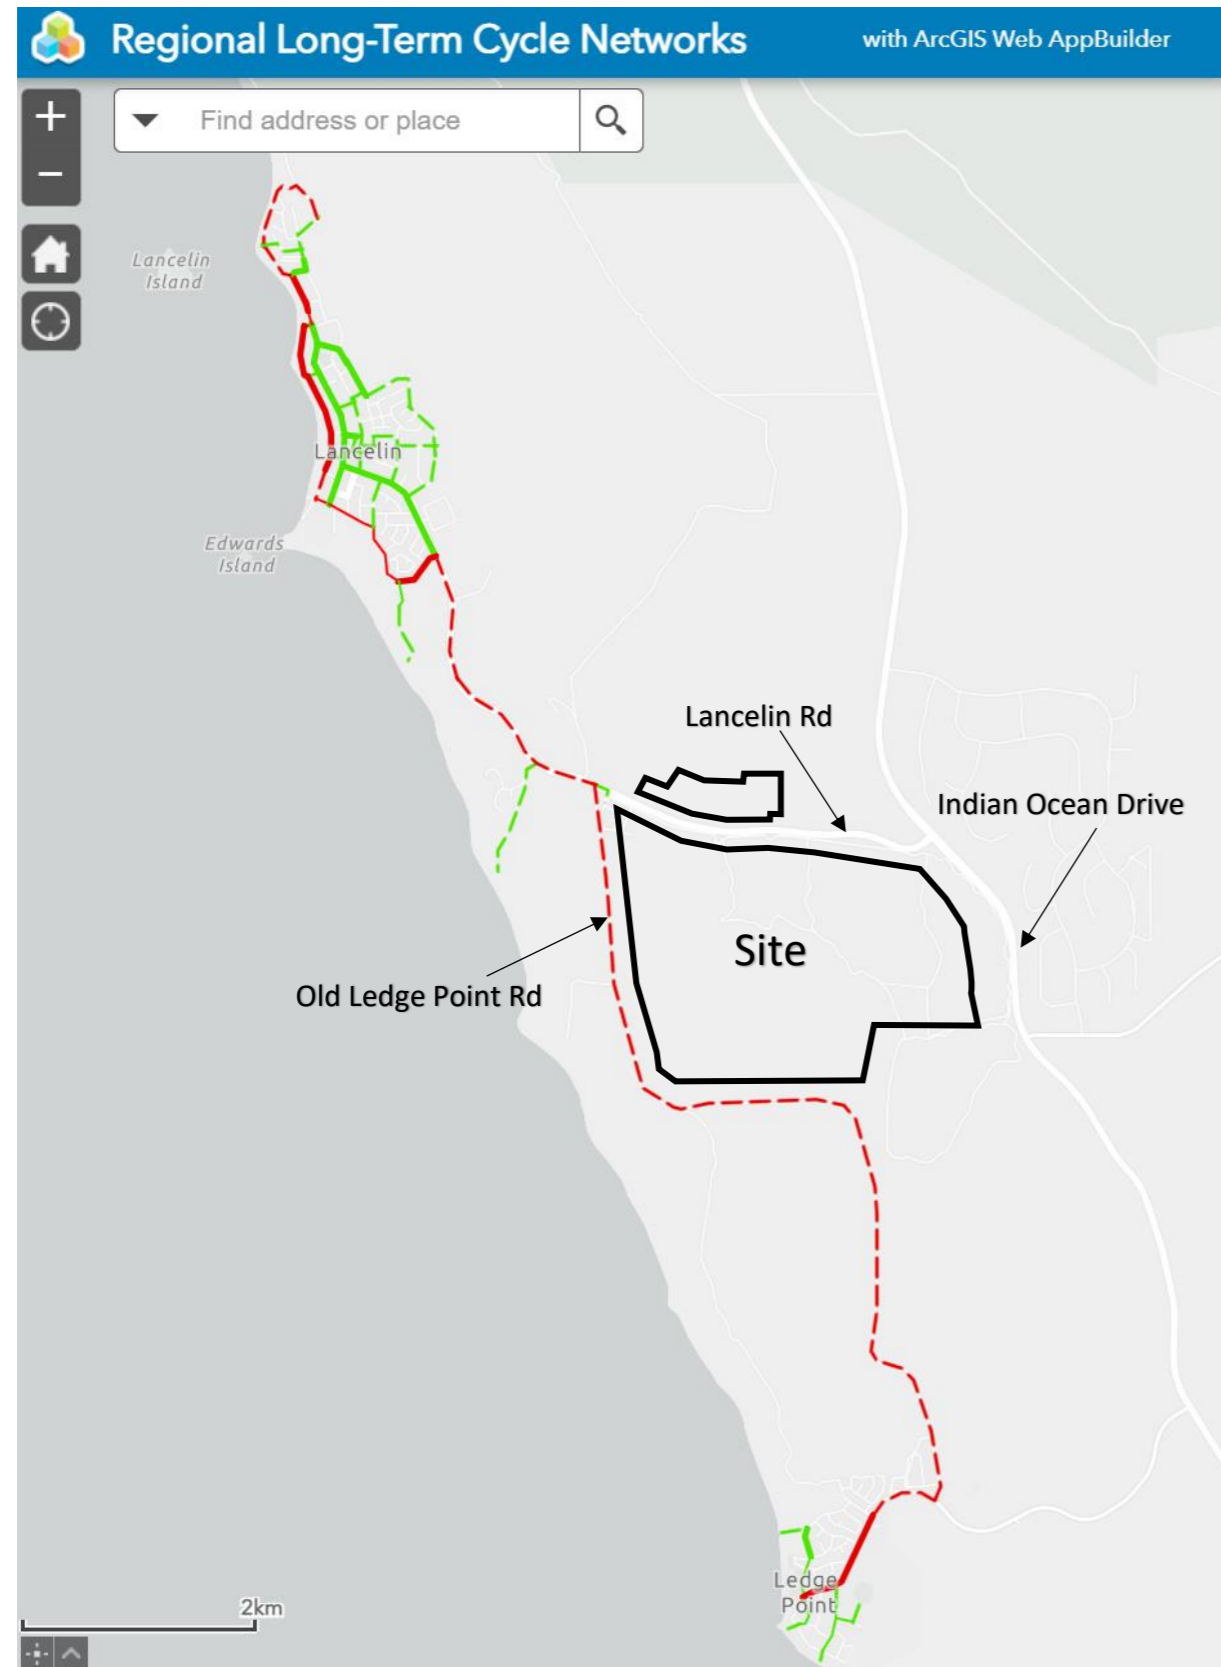 Regional Long-Term Cycle Networks
with ArcGIS Web AppBuilder
+
Find address or place
−
Lancelin
Island
Lancelin
Edwards
Island
Lancelin Rd
Indian Ocean Drive
Site
Old Ledge Point Rd
Ledge
Point
2km